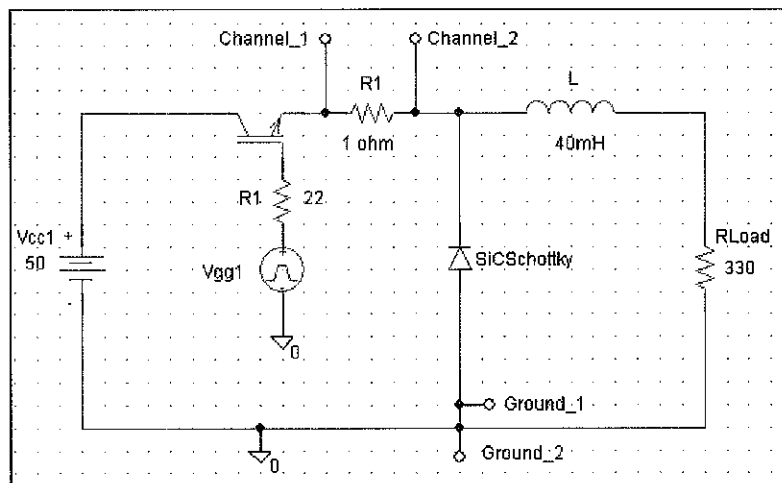 Channel_1
Channel_2
R1
1 ohm
L
40mH
R1
22
Vcc1 +
50
-
Vgg1
0
SiCSchottky
RLoad
330
Ground_1
0
Ground_2